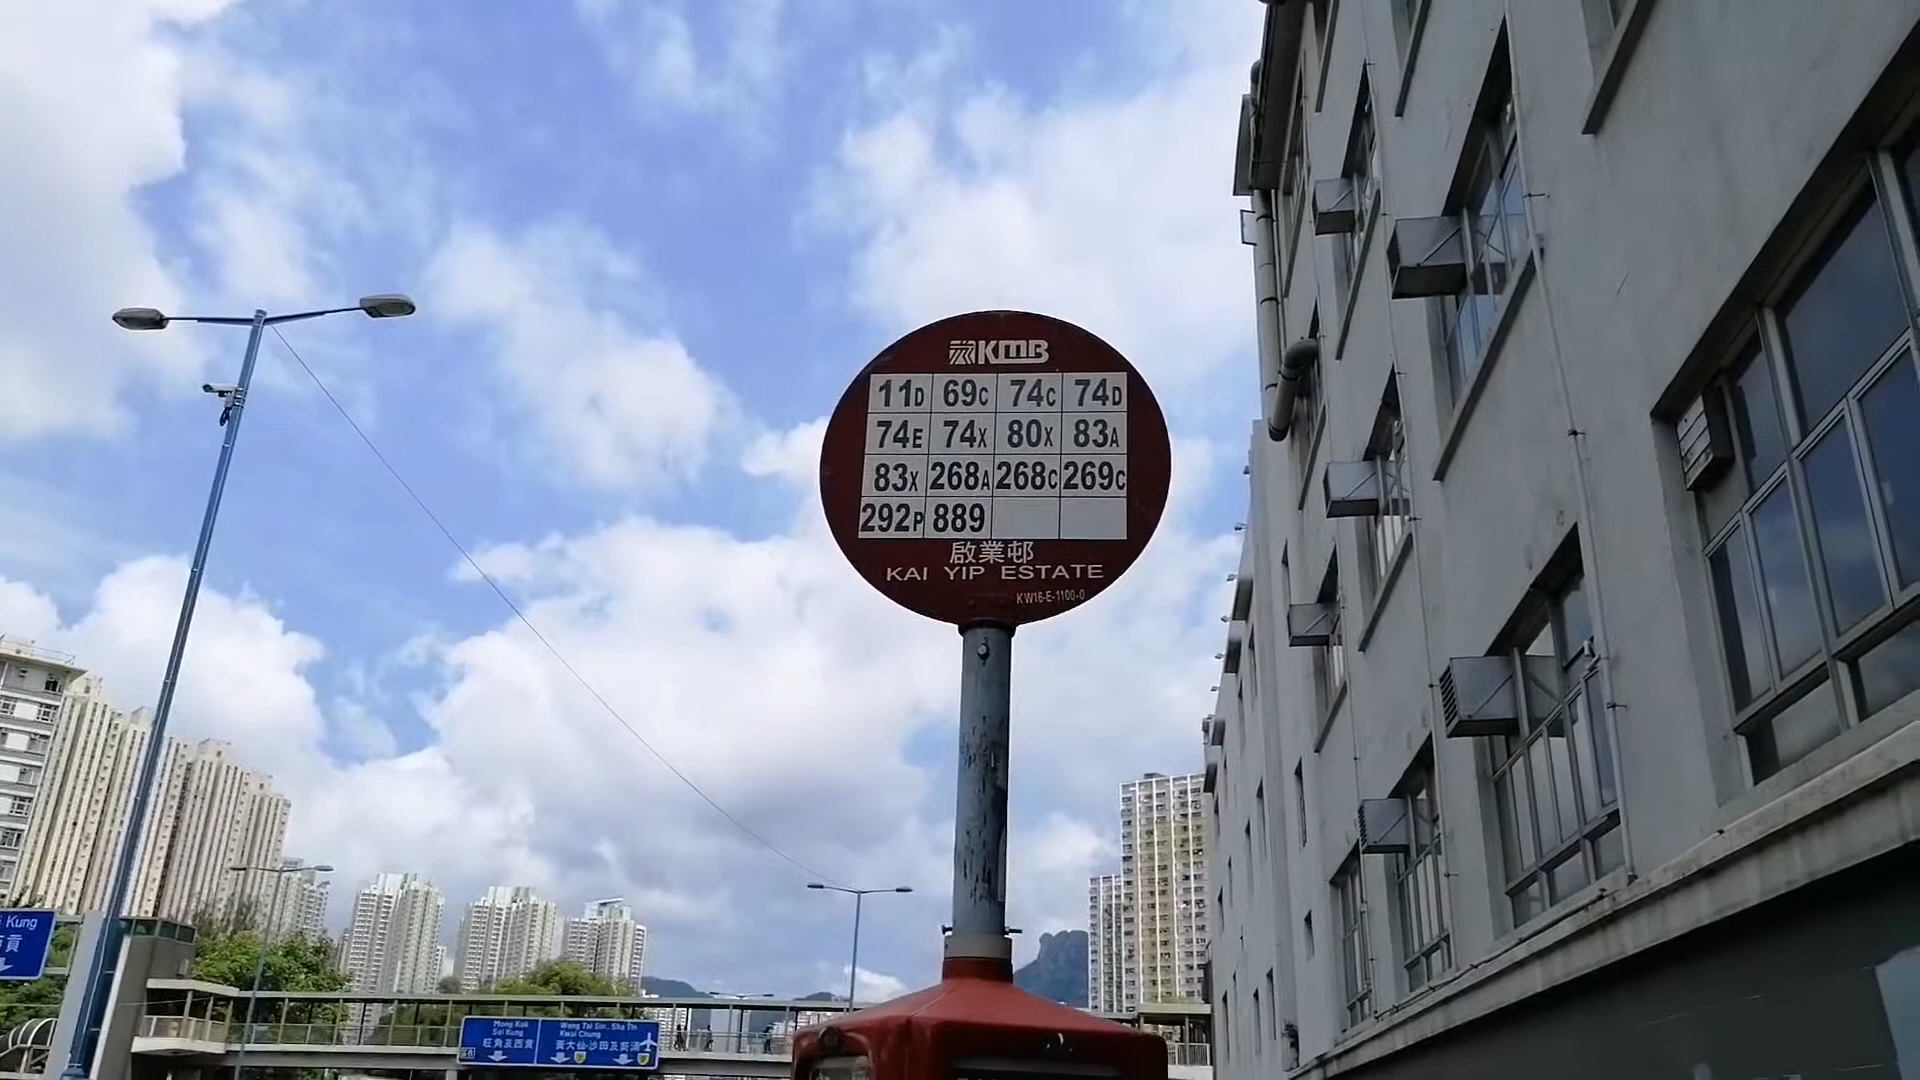 KMB
11D 69C 74C 74D
74E 74X 80X 83A
83X 268A 268C 269C
292P 889
啟業邨
KAI YIP ESTATE
KW16-E-1100-0
Kung
貢
Mong Kok
Sai Kung
旺角及西貢
Wong Tai Sin, Sha Tin
Kwai Chung
黃大仙,沙田及葵涌